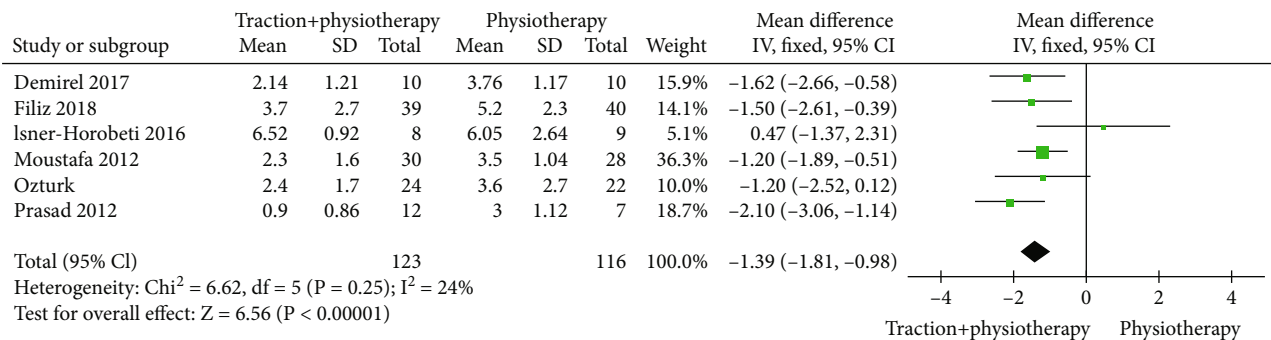 Traction+physiotherapy Physiotherapy Mean difference Mean difference
Study or subgroup Mean SD Total Mean SD Total Weight IV, fixed, 95% CI IV, fixed, 95% CI
Demirel 2017 2.14 1.21 10 3.76 1.17 10 15.9% –1.62 (–2.66, –0.58)
Filiz 2018 3.7 2.7 39 5.2 2.3 40 14.1% –1.50 (–2.61, –0.39)
lsner-Horobeti 2016 6.52 0.92 8 6.05 2.64 9 5.1% 0.47 (–1.37, 2.31)
Moustafa 2012 2.3 1.6 30 3.5 1.04 28 36.3% –1.20 (–1.89, –0.51)
Ozturk 2.4 1.7 24 3.6 2.7 22 10.0% –1.20 (–2.52, 0.12)
Prasad 2012 0.9 0.86 12 3 1.12 7 18.7% –2.10 (–3.06, –1.14)
Total (95% Cl) 123 116 100.0% –1.39 (–1.81, –0.98)
Heterogeneity: Chi² = 6.62, df = 5 (P = 0.25); I² = 24%
Test for overall effect: Z = 6.56 (P < 0.00001)
–4 –2 0 2 4
Traction+physiotherapy Physiotherapy